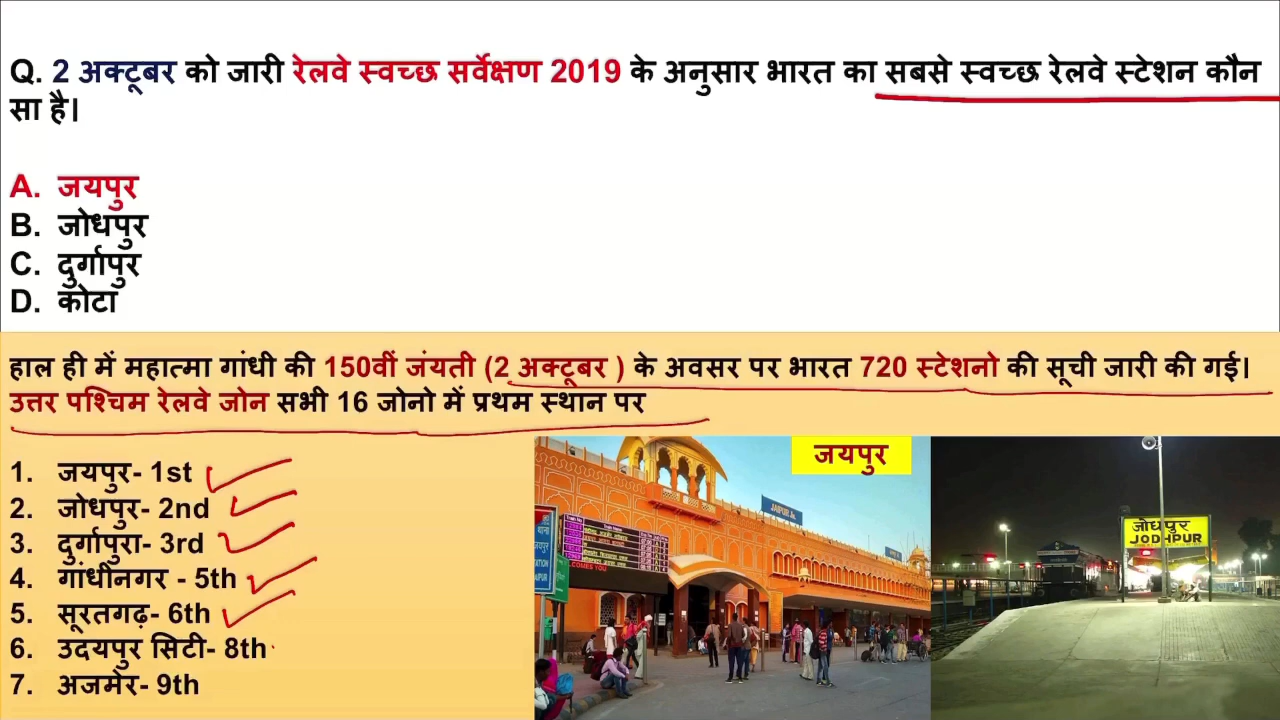 Q. 2 अक्टूबर को जारी रेलवे स्वच्छ सर्वेक्षण 2019 के अनुसार भारत का सबसे स्वच्छ रेलवे स्टेशन कौन
सा है।
A. जयपुर
B. जोधपुर
C. दुर्गापुर
D. कोटा
हाल ही में महात्मा गांधी की 150वीं जंयती (2 अक्टूबर ) के अवसर पर भारत 720 स्टेशनो की सूची जारी की गई।
उत्तर पश्चिम रेलवे जोन सभी 16 जोनो में प्रथम स्थान पर
1. जयपुर- 1st
2. जोधपुर- 2nd
3. दुर्गापुरा- 3rd
4. गांधीनगर - 5th
5. सूरतगढ़- 6th
6. उदयपुर सिटी- 8th
7. अजमेर- 9th
जयपुर
JAIPUR Jn.
जोधपुर
JODHPUR